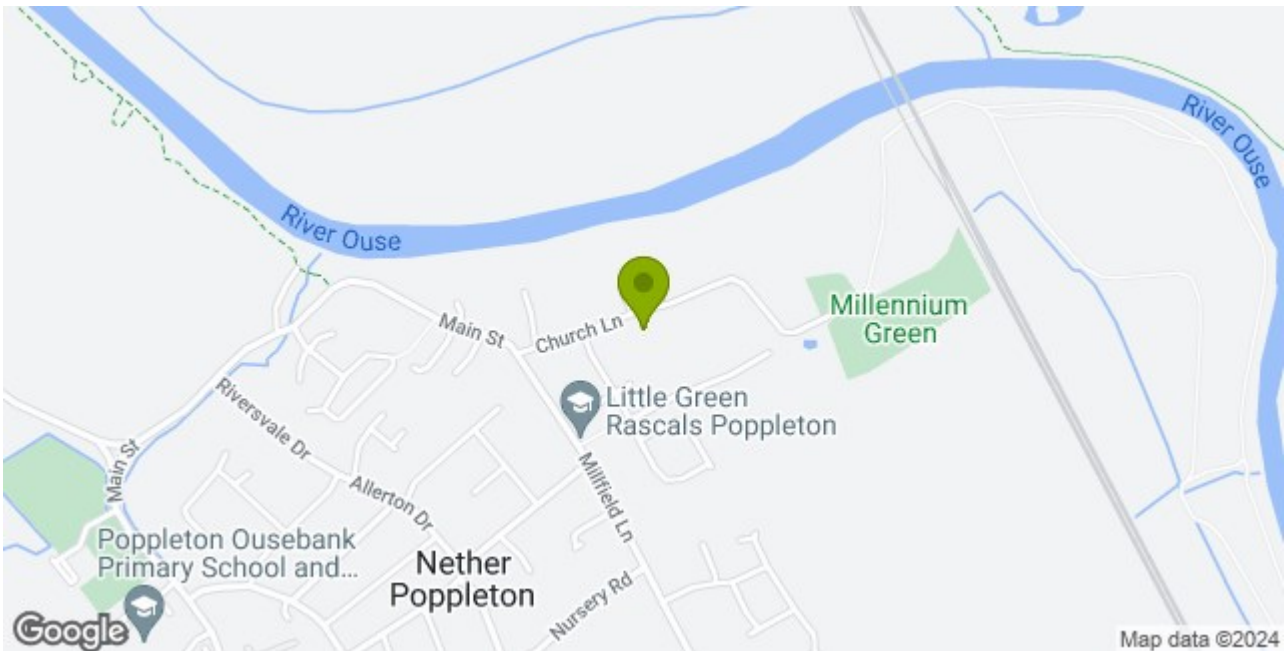 River Ouse
River Ouse
Main St
Church Ln
Millennium
Green
Little Green
Rascals Poppleton
Riversvale Dr
Main St
Allerton Dr
Millfield Ln
Poppleton Ousebank
Primary School and...
Nether
Poppleton
Nursery Rd
Google
Map data ©2024